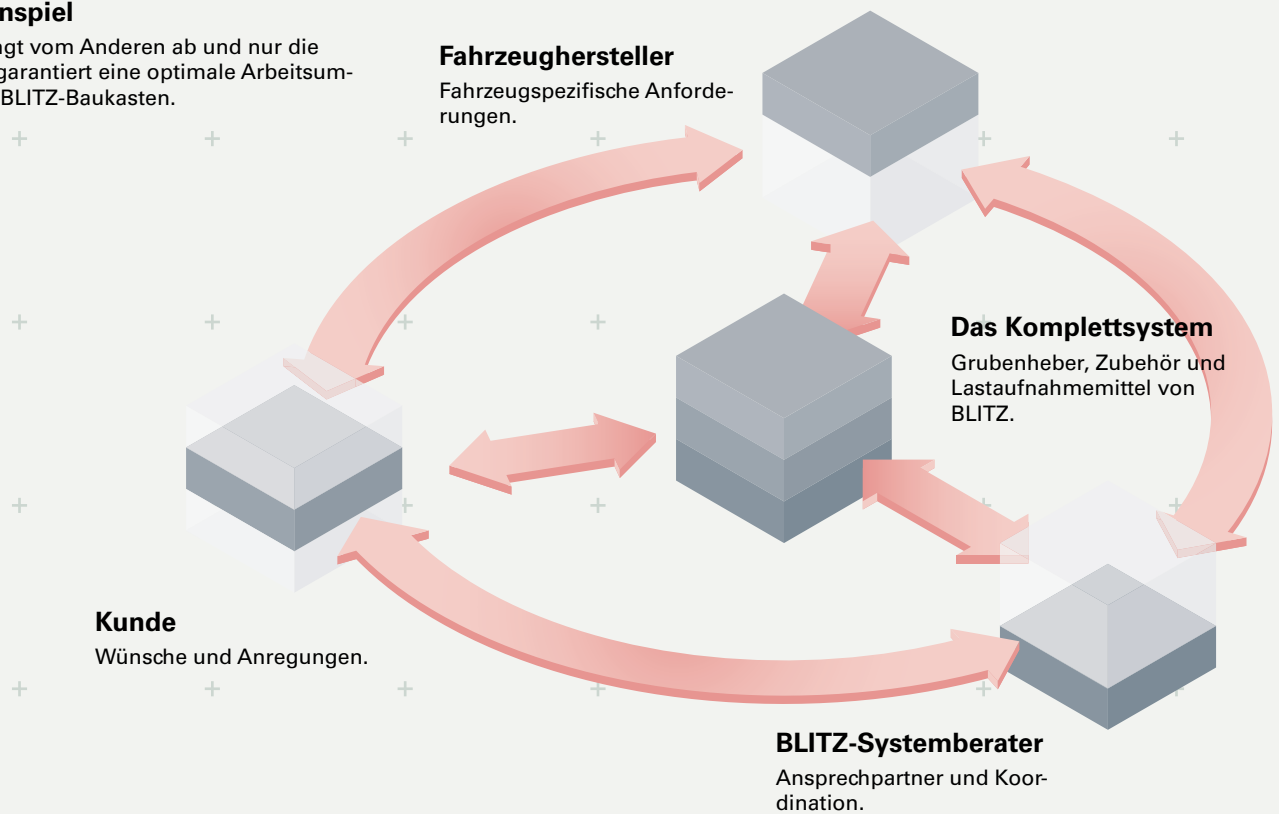 nspiel
ngt vom Anderen ab und nur die
garantiert eine optimale Arbeitsum-
BLITZ-Baukasten.
Fahrzeughersteller
Fahrzeugspezifische Anforde-
rungen.
Das Komplettsystem
Grubenheber, Zubehör und
Lastaufnahmemittel von
BLITZ.
Kunde
Wünsche und Anregungen.
BLITZ-Systemberater
Ansprechpartner und Koor-
dination.